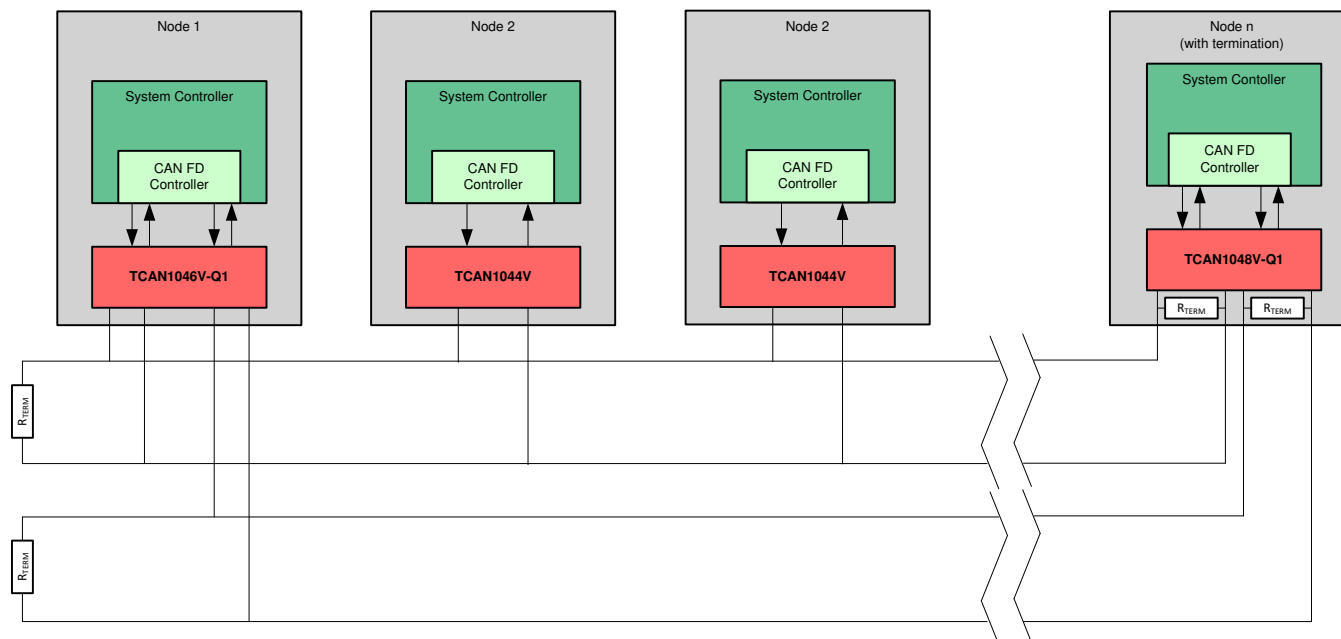 Node 1
System Controller
CAN FD
Controller
TCAN1046V-Q1
Node 2
System Controller
CAN FD
Controller
TCAN1044V
Node 2
System Controller
CAN FD
Controller
TCAN1044V
Node n
(with termination)
System Contoller
CAN FD
Controller
TCAN1048V-Q1
RTERM
RTERM
RTERM
RTERM